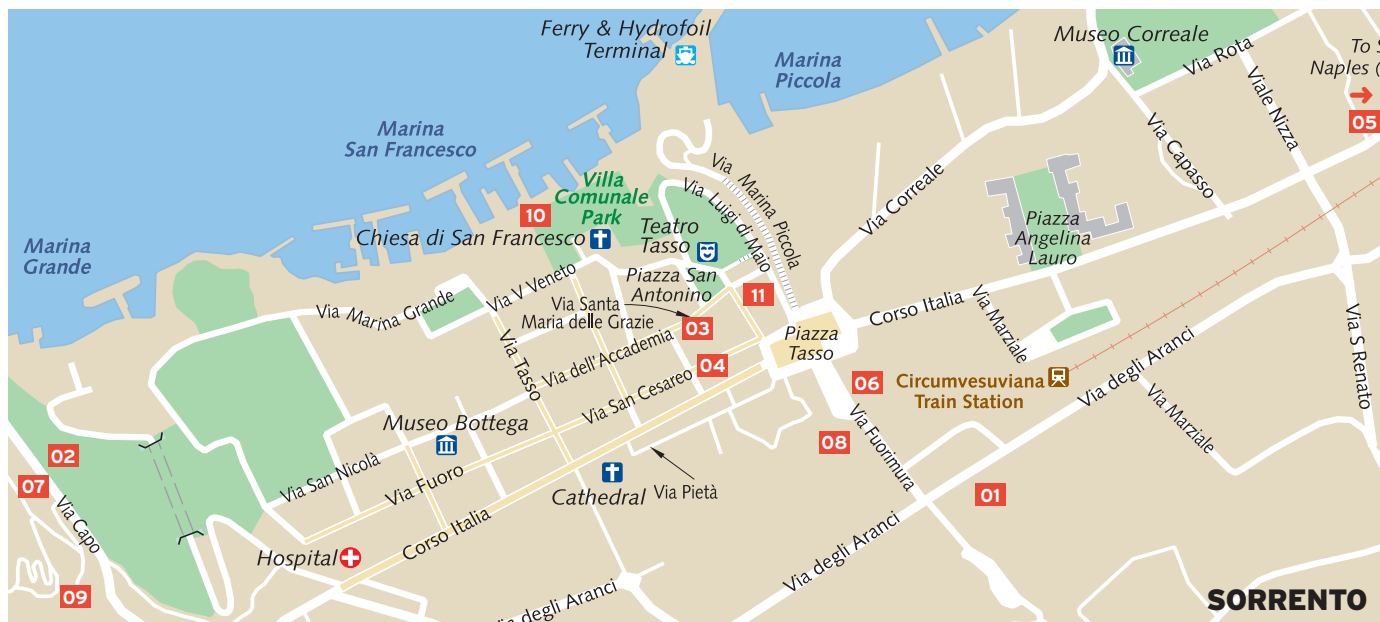 Ferry & Hydrofoil
Terminal
Marina
Piccola
Museo Correale
Via Rota
To S
Naples (
05
Viale Nizza
Via Capasso
Marina
San Francesco
Via Marina Piccola
Via Luigi di Maio
Via Correale
Villa
Comunale
Park
10
Chiesa di San Francesco
Teatro
Tasso
Piazza
Angelina
Lauro
Marina
Grande
Via Marina Grande
Via V Veneto
Piazza San
Antonino
11
Via Santa
Maria delle Grazie
03
Corso Italia
Via Marziale
Piazza
Tasso
Via Tasso
Via dell'Accademia
04
Via San Cesareo
06
Circumvesuviana
Train Station
Via degli Aranci
Via S Renato
Via Marziale
Museo Bottega
Via Fuorimura
08
02
07
Via San Nicolà
Via Fuoro
Cathedral
Via Pietà
01
Via Capo
Corso Italia
Hospital
Via degli Aranci
09
Via degli Aranci
SORRENTO